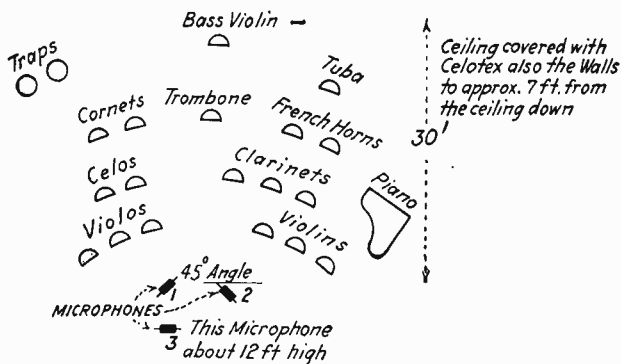 Bass Violin
Traps
Tuba
Ceiling covered with
Celotex also the Walls
to approx. 7 ft. from
the ceiling down
Cornets
Trombone
French Horns
30'
Celos
Clarinets
Piano
Violos
Violins
45° Angle
1
2
MICROPHONES
3
This Microphone
about 12 ft high